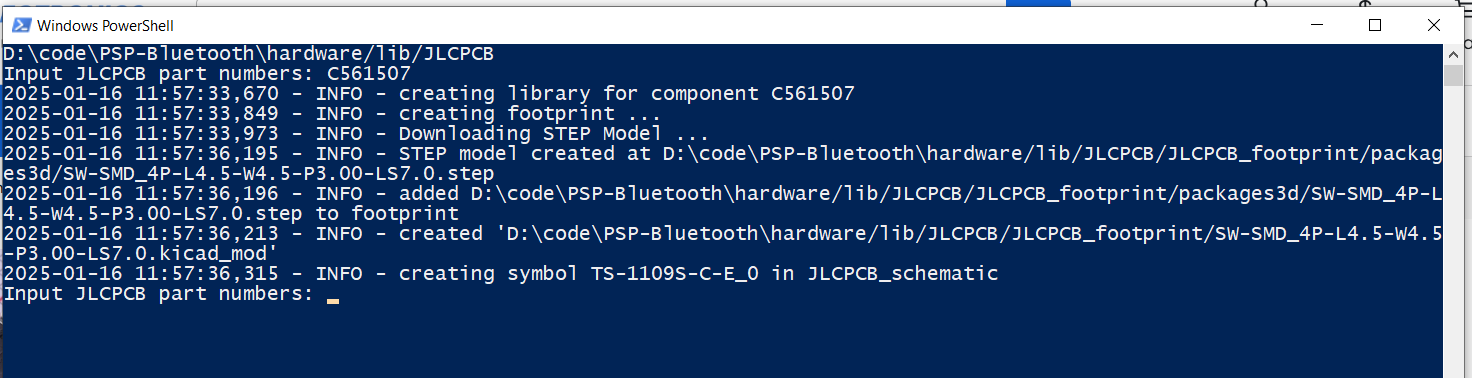 Windows PowerShell
D:\code\PSP-Bluetooth\hardware/lib/JLCPCB
Input JLCPCB part numbers: C561507
2025-01-16 11:57:33,670 - INFO - creating library for component C561507
2025-01-16 11:57:33,849 - INFO - creating footprint ...
2025-01-16 11:57:33,973 - INFO - Downloading STEP Model ...
2025-01-16 11:57:36,195 - INFO - STEP model created at D:\code\PSP-Bluetooth\hardware/lib/JLCPCB/JLCPCB_footprint/packag
es3d/SW-SMD_4P-L4.5-W4.5-P3.00-LS7.0.step
2025-01-16 11:57:36,196 - INFO - added D:\code\PSP-Bluetooth\hardware/lib/JLCPCB/JLCPCB_footprint/packages3d/SW-SMD_4P-L
4.5-W4.5-P3.00-LS7.0.step to footprint
2025-01-16 11:57:36,213 - INFO - created 'D:\code\PSP-Bluetooth\hardware/lib/JLCPCB/JLCPCB_footprint/SW-SMD_4P-L4.5-W4.5
-P3.00-LS7.0.kicad_mod'
2025-01-16 11:57:36,315 - INFO - creating symbol TS-1109S-C-E_0 in JLCPCB_schematic
Input JLCPCB part numbers: